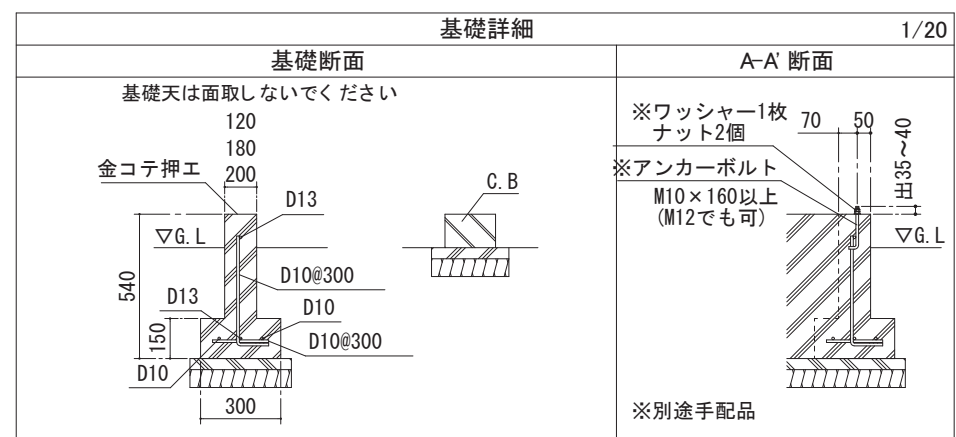 基礎詳細 1/20
基礎断面
A-A' 断面
基礎天は面取しないでください
120
180
200
金コテ押エ
D13
▽G.L
D10@300
540
D13
D10
150
D10@300
D10
300
C.B
※ワッシャー1枚
ナット2個
70
50
出35~40
※アンカーボルト
M10×160以上
(M12でも可)
▽G.L
※別途手配品